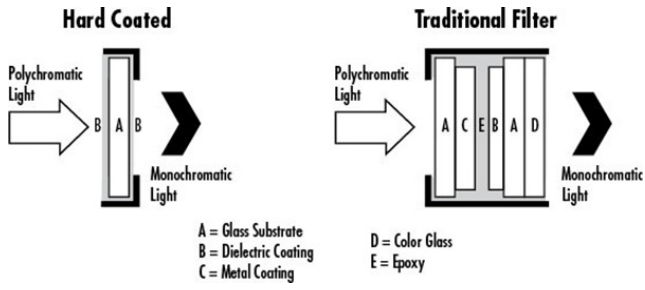 Hard Coated
Traditional Filter
Polychromatic
Light
B A B
Monochromatic
Light
Polychromatic
Light
A C E B A D
Monochromatic
Light
A = Glass Substrate
B = Dielectric Coating
C = Metal Coating
D = Color Glass
E = Epoxy